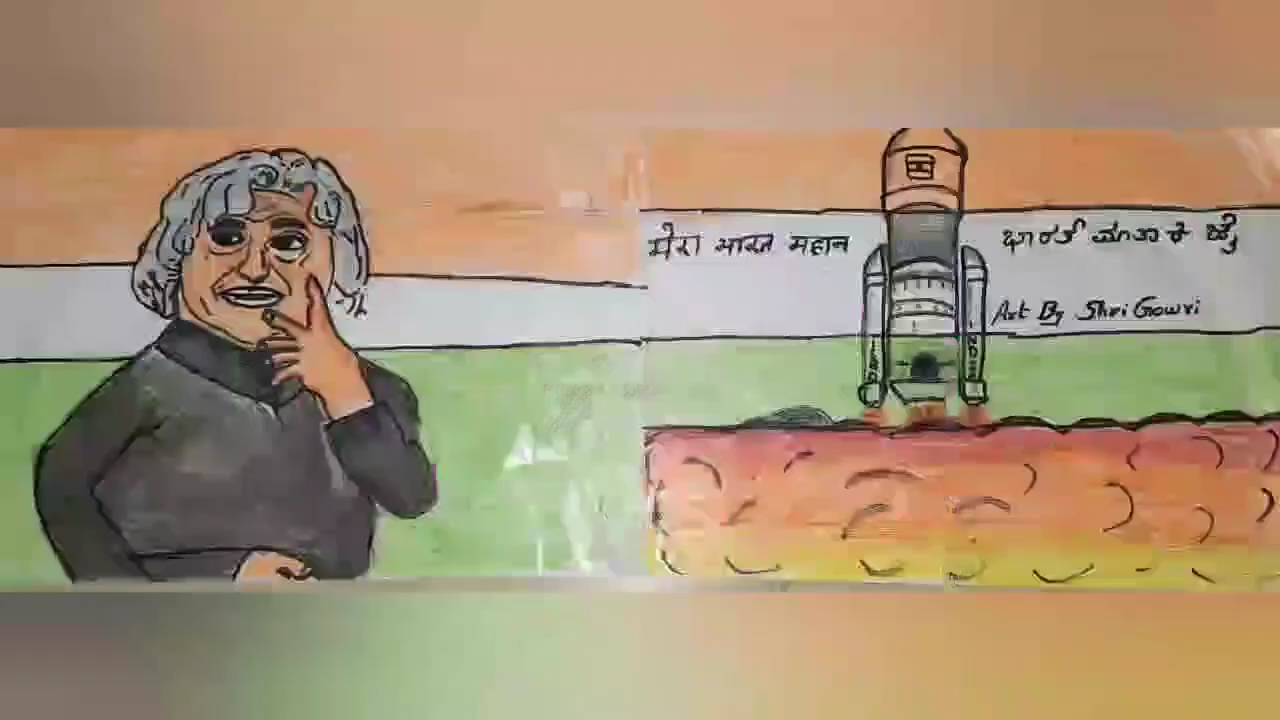 मेरा भारत महान
ಭಾರತ್ ಮಾತಾ ಕಿ ಜೈ
Art By Shri Gowri